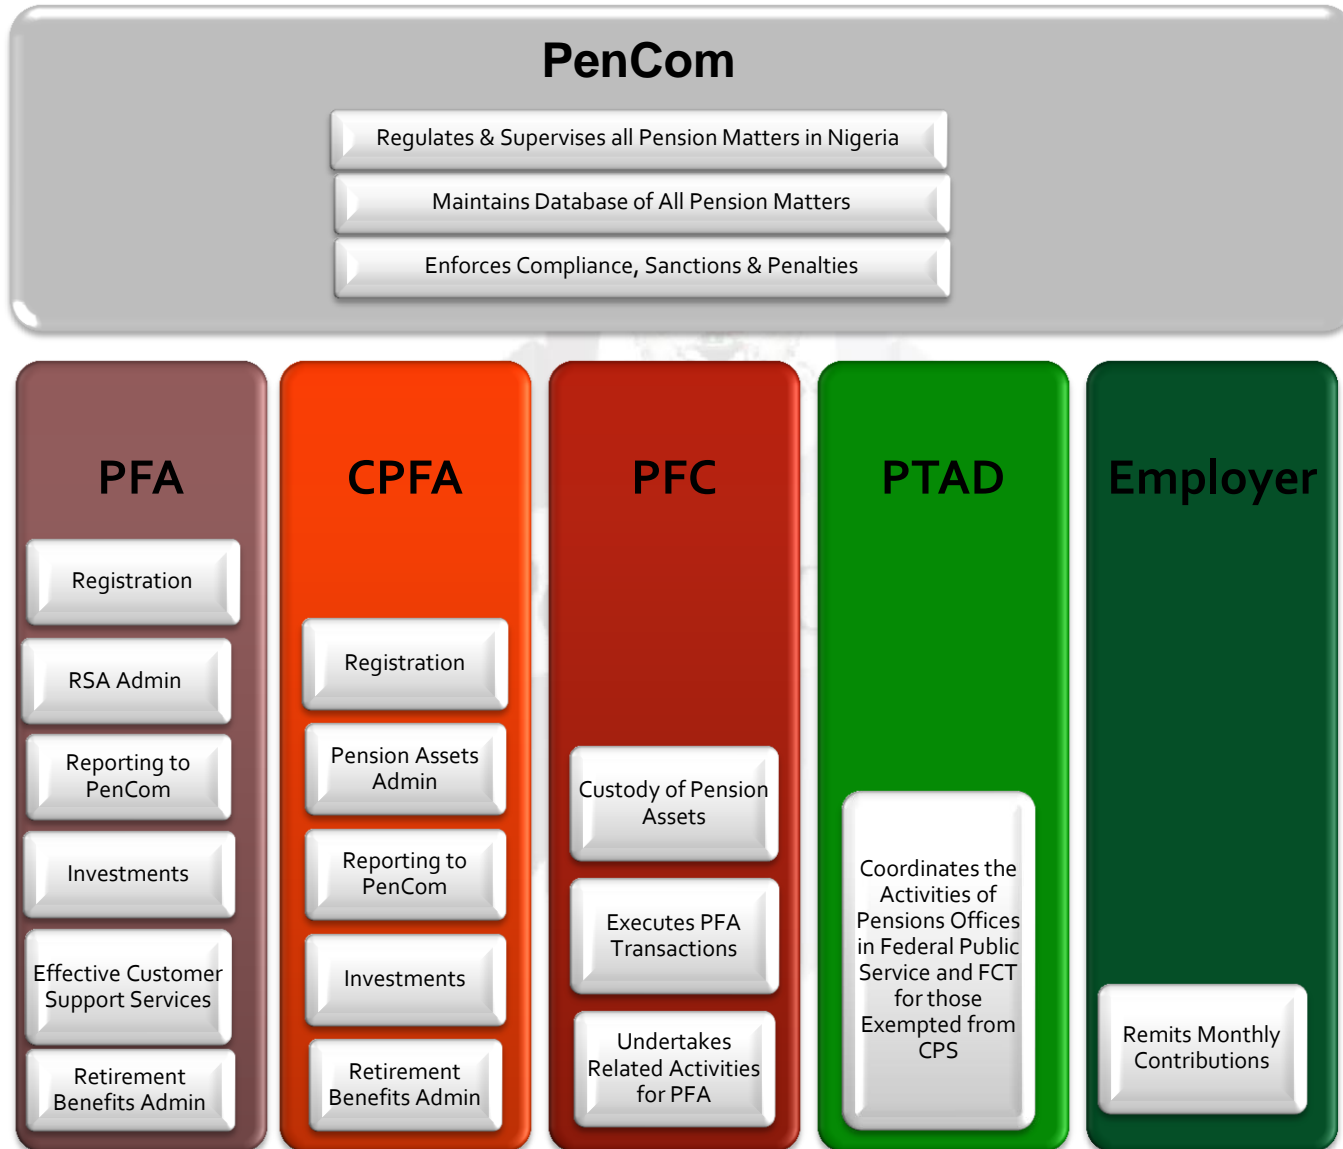 PenCom
Regulates & Supervises all Pension Matters in Nigeria
Maintains Database of All Pension Matters
Enforces Compliance, Sanctions & Penalties
PFA
Registration
RSA Admin
Reporting to
PenCom
Investments
Effective Customer
Support Services
Retirement
Benefits Admin
CPFA
Registration
Pension Assets
Admin
Reporting to
PenCom
Investments
Retirement
Benefits Admin
PFC
Custody of Pension
Assets
Executes PFA
Transactions
Undertakes
Related Activities
for PFA
PTAD
Coordinates the
Activities of
Pensions Offices
in Federal Public
Service and FCT
for those
Exempted from
CPS
Employer
Remits Monthly
Contributions